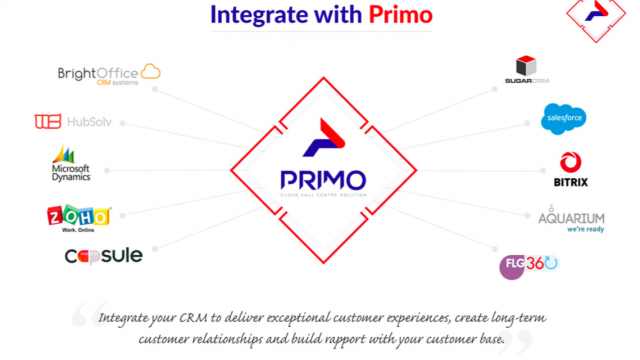 Integrate with Primo
BrightOffice
CRM systems
HubSolv
Microsoft
Dynamics
ZOHO
Work. Online
capsule
PRIMO
CLOUD CALL CENTRE SOLUTION
SUGARCRM
salesforce
BITRIX
AQUARIUM
we're ready
FLG 360
Integrate your CRM to deliver exceptional customer experiences, create long-term
customer relationships and build rapport with your customer base.